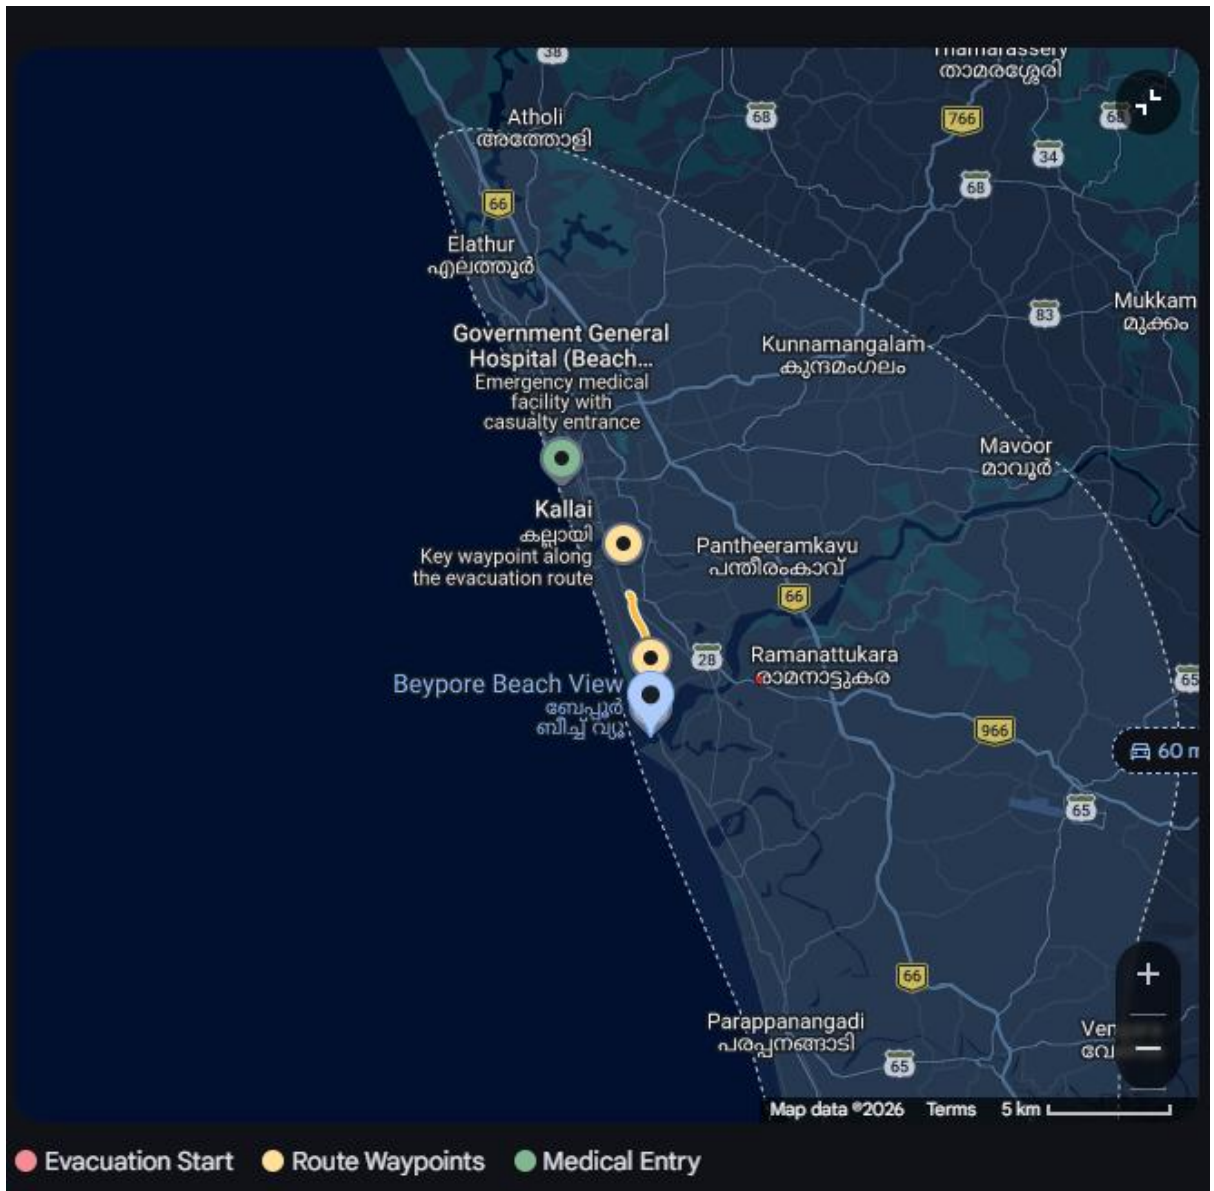 38
Thamarassery
താമരശ്ശേരി
Atholi
അത്തോളി
68
766
68
34
68
66
Elathur
എലത്തൂർ
83
Mukkam
മുക്കം
Government General
Hospital (Beach...
Emergency medical
facility with
casualty entrance
Kunnamangalam
കുന്ദമംഗലം
Mavoor
മാവൂർ
Kallai
കല്ലായി
Key waypoint along
the evacuation route
Pantheeramkavu
പന്തീരംകാവ്
66
28
Ramanattukara
രാമനാട്ടുകര
65
Beypore Beach View
ബേപ്പൂർ
ബീച്ച് വ്യൂ
966
60 m
65
66
Parappanangadi
പരപ്പനങ്ങാടി
65
Ven
വേ
+
−
Map data ©2026 Terms 5 km
Evacuation Start Route Waypoints Medical Entry